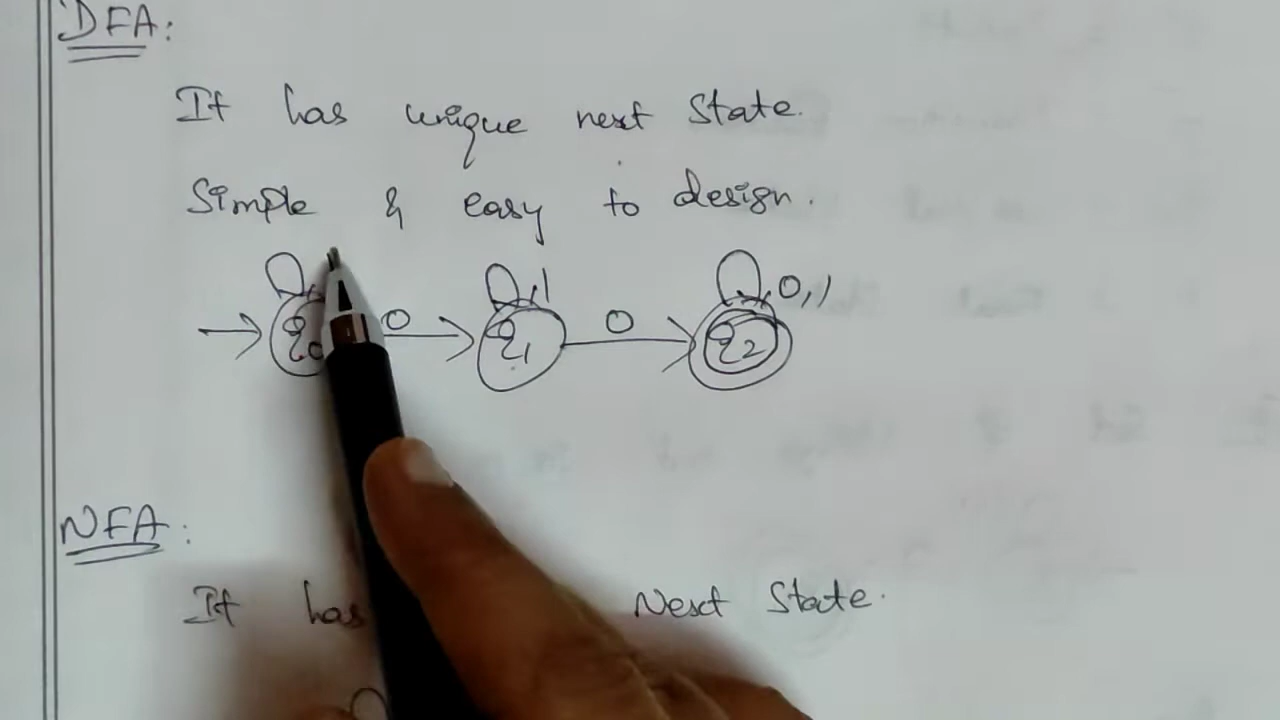 DFA:
It has unique next State.
Simple & easy to design.
0 1 0 0,1
q0 q1 q2
NFA:
It has Next State.